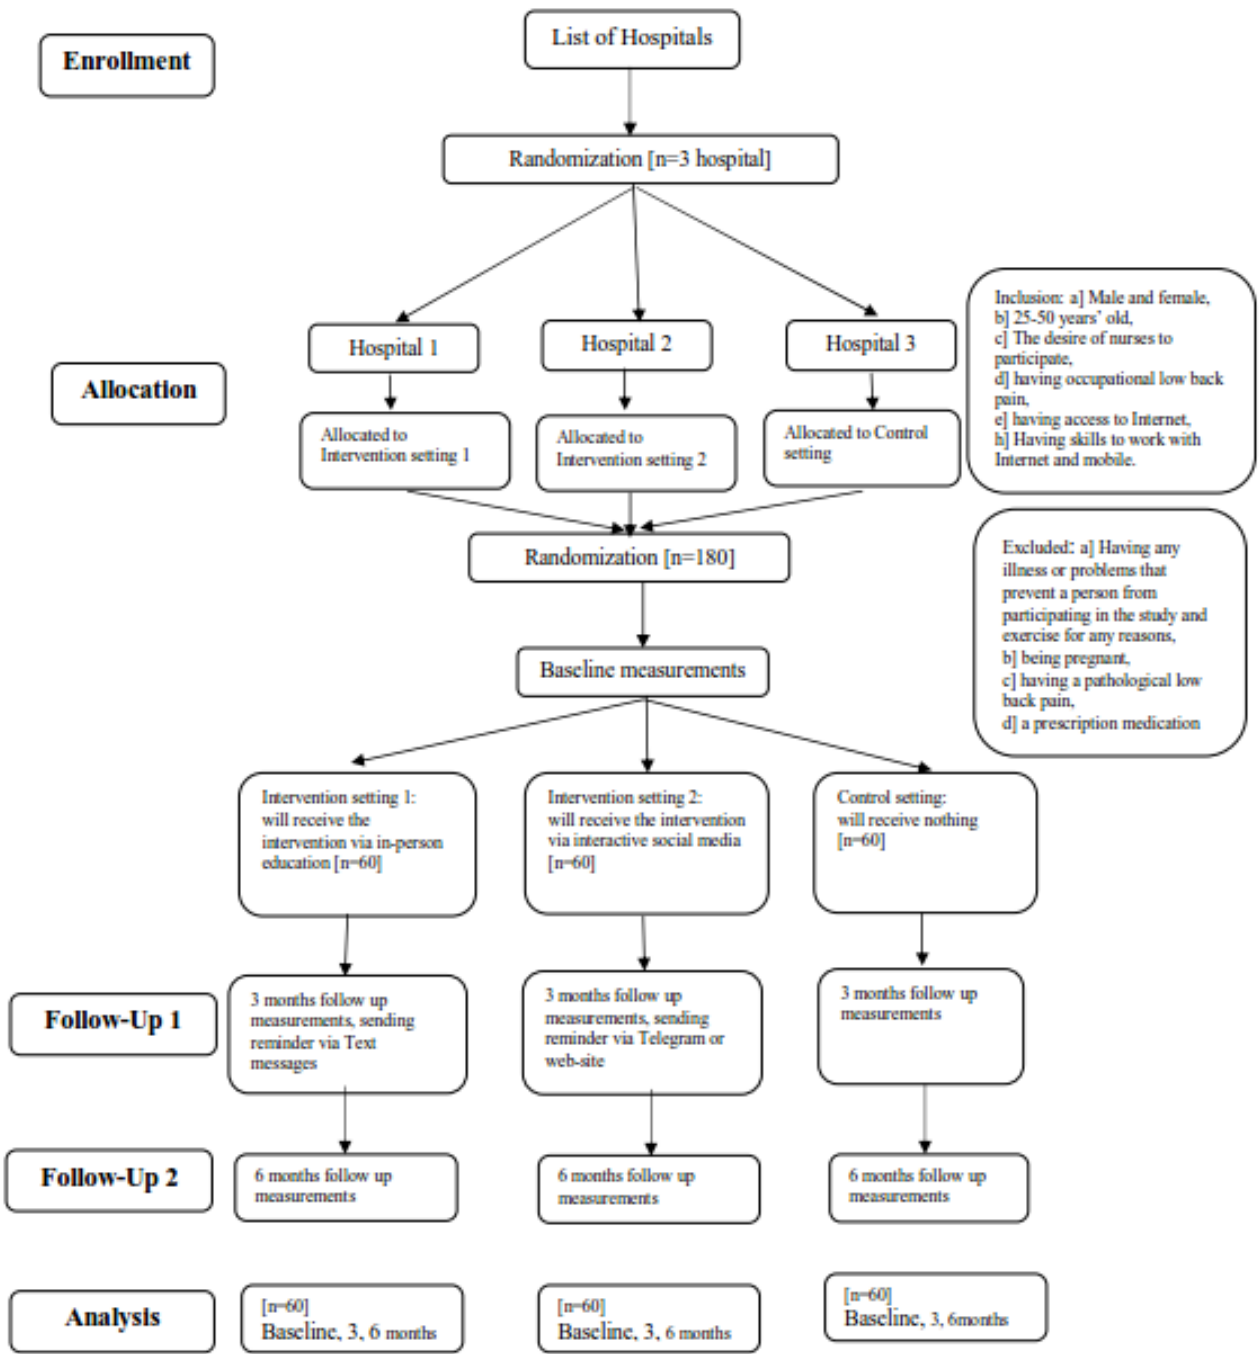 Enrollment
List of Hospitals
Randomization [n=3 hospital]
Allocation
Hospital 1
Hospital 2
Hospital 3
Allocated to
Intervention setting 1
Allocated to
Intervention setting 2
Allocated to Control
setting
Inclusion: a] Male and female,
b] 25-50 years’ old,
c] The desire of nurses to
participate,
d] having occupational low back
pain,
e] having access to Internet,
h] Having skills to work with
Internet and mobile.
Randomization [n=180]
Excluded: a] Having any
illness or problems that
prevent a person from
participating in the study and
exercise for any reasons,
b] being pregnant,
c] having a pathological low
back pain,
d] a prescription medication
Baseline measurements
Intervention setting 1:
will receive the
intervention via in-person
education [n=60]
Intervention setting 2:
will receive the intervention
via interactive social media
[n=60]
Control setting:
will receive nothing
[n=60]
Follow-Up 1
3 months follow up
measurements, sending
reminder via Text
messages
3 months follow up
measurements, sending
reminder via Telegram or
web-site
3 months follow up
measurements
Follow-Up 2
6 months follow up
measurements
6 months follow up
measurements
6 months follow up
measurements
Analysis
[n=60]
Baseline, 3, 6 months
[n=60]
Baseline, 3, 6 months
[n=60]
Baseline, 3, 6months